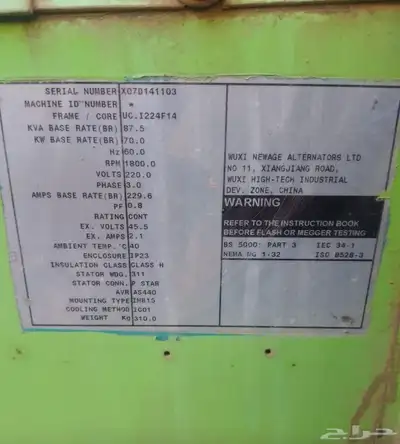 SERIAL NUMBER X07D141103
MACHINE ID NUMBER *
FRAME / CORE UC.I224F14
KVA BASE RATE(BR) 87.5
KW BASE RATE(BR) 70.0
Hz 60.0
RPM 1800.0
VOLTS 220.0
PHASE 3.0
AMPS BASE RATE(BR) 229.6
PF 0.8
RATING CONT
EX. VOLTS 45.5
EX. AMPS 2.1
AMBIENT TEMP.°C 40
ENCLOSURE IP23
INSULATION CLASS CLASS H
STATOR WDG. 311
STATOR CONN. P STAR
AVR AS440
MOUNTING TYPE IMB15
COOLING METHOD IC01
WEIGHT KG 310.0
WUXI NEWAGE ALTERNATORS LTD
NO 11, XIANGJIANG ROAD,
WUXI HIGH-TECH INDUSTRIAL
DEV. ZONE, CHINA
WARNING
REFER TO THE INSTRUCTION BOOK
BEFORE FLASH OR MEGGER TESTING
BS 5000: PART 3 IEC 34-1
NEMA MG 1-32 ISO 8528-3
حراج